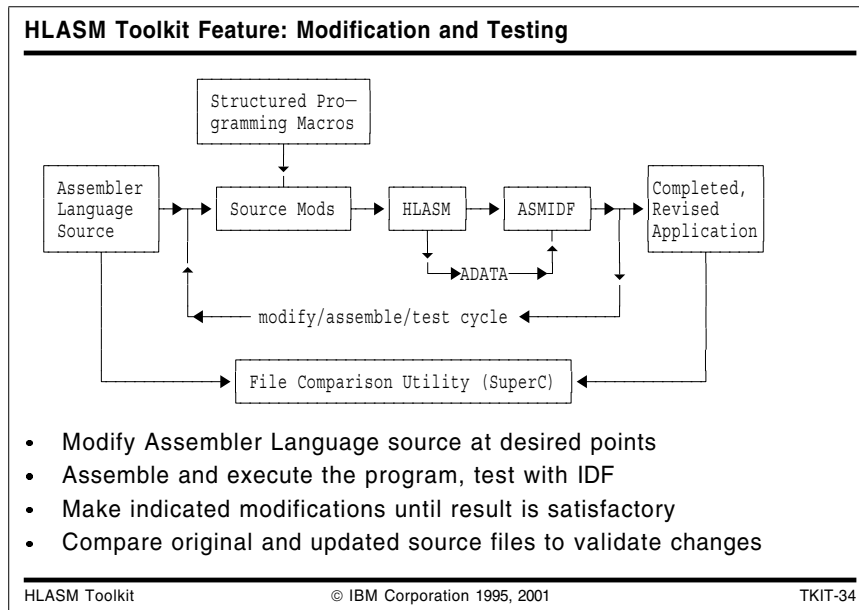 HLASM Toolkit Feature: Modification and Testing
Structured Pro—
gramming Macros
Assembler
Language
Source
Source Mods
HLASM
ASMIDF
Completed,
Revised
Application
ADATA
modify/assemble/test cycle
File Comparison Utility (SuperC)
• Modify Assembler Language source at desired points
• Assemble and execute the program, test with IDF
• Make indicated modifications until result is satisfactory
• Compare original and updated source files to validate changes
HLASM Toolkit © IBM Corporation 1995, 2001 TKIT-34